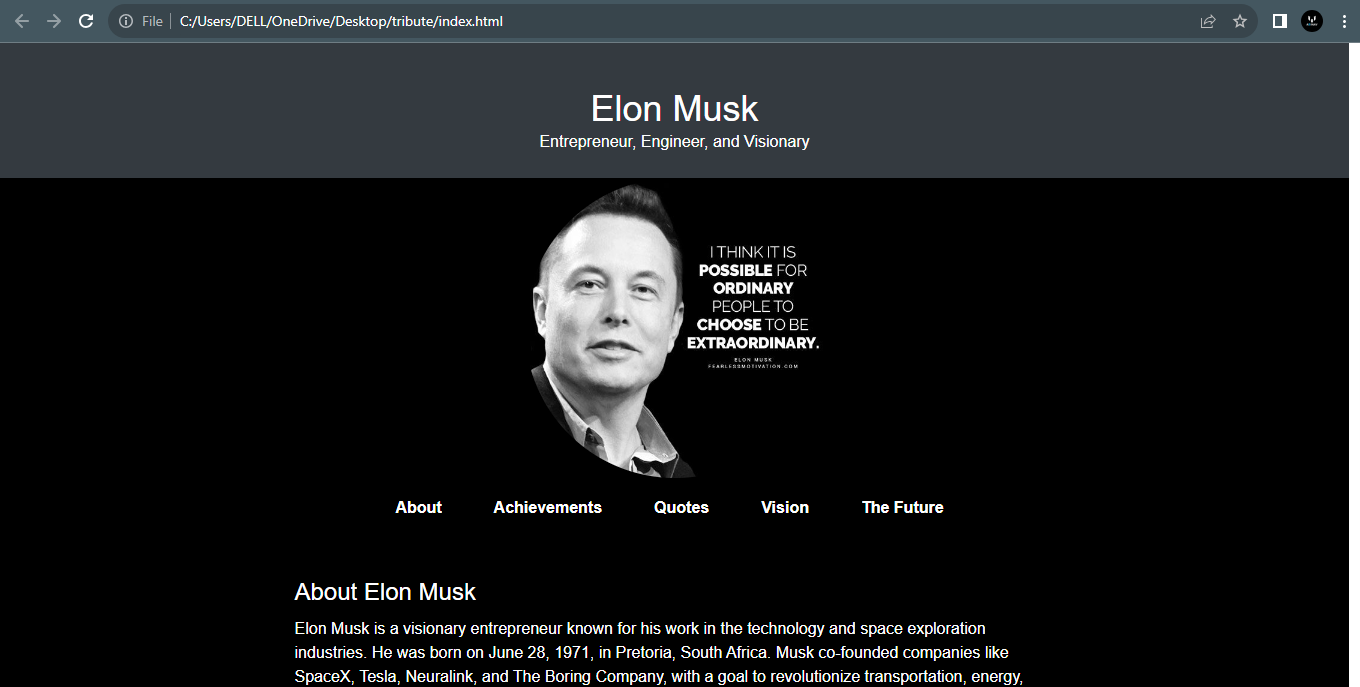 File
C:/Users/DELL/OneDrive/Desktop/tribute/index.html
Elon Musk
Entrepreneur, Engineer, and Visionary
I THINK IT IS
POSSIBLE FOR
ORDINARY
PEOPLE TO
CHOOSE TO BE
EXTRAORDINARY.
ELON MUSK
FEARLESSMOTIVATION.COM
About Achievements Quotes Vision The Future
About Elon Musk
Elon Musk is a visionary entrepreneur known for his work in the technology and space exploration
industries. He was born on June 28, 1971, in Pretoria, South Africa. Musk co-founded companies like
SpaceX, Tesla, Neuralink, and The Boring Company, with a goal to revolutionize transportation, energy,